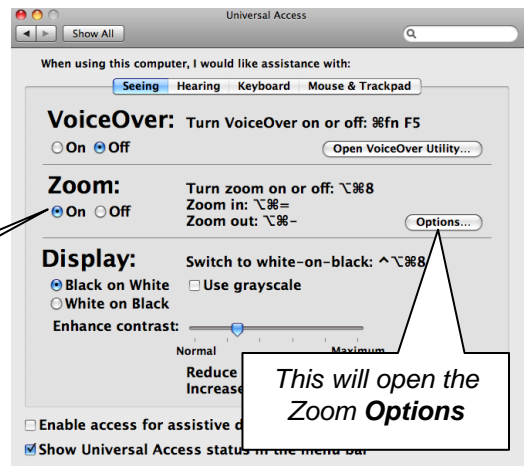 Universal Access
Show All
When using this computer, I would like assistance with:
Seeing Hearing Keyboard Mouse & Trackpad
VoiceOver: Turn VoiceOver on or off: ⌘fn F5
On Off Open VoiceOver Utility...
Zoom: Turn zoom on or off: ⌥⌘8
Zoom in: ⌥⌘=
On Off Zoom out: ⌥⌘- Options...
Display: Switch to white-on-black: ^⌥⌘8
Black on White Use grayscale
White on Black
Enhance contrast:
Normal Maximum
Reduce
Increase
This will open the
Zoom Options
Enable access for assistive
Show Universal Access status in the menu bar